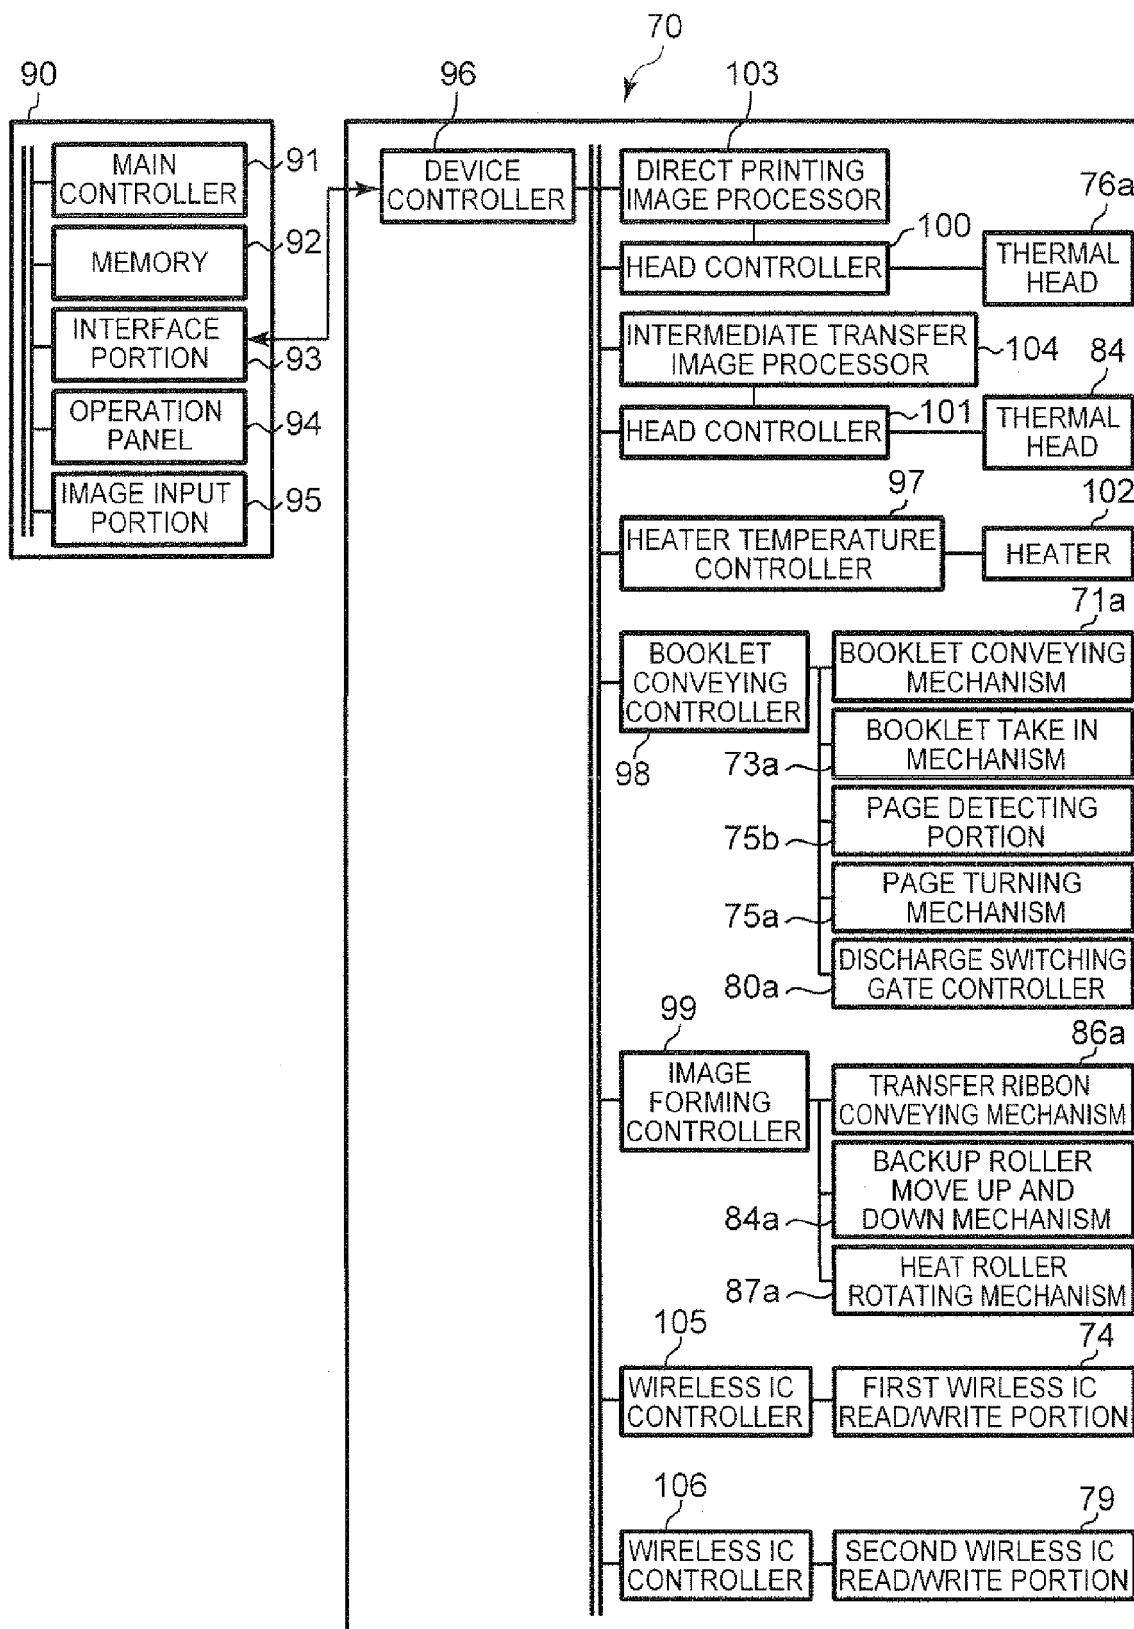 70
90
96
103
MAIN
CONTROLLER
91
DEVICE
CONTROLLER
DIRECT PRINTING
IMAGE PROCESSOR
76a
MEMORY
92
100
HEAD CONTROLLER
THERMAL
HEAD
INTERFACE
PORTION
93
INTERMEDIATE TRANSFER
IMAGE PROCESSOR
104
84
OPERATION
PANEL
94
101
HEAD CONTROLLER
THERMAL
HEAD
IMAGE INPUT
PORTION
95
97
102
HEATER TEMPERATURE
CONTROLLER
HEATER
71a
BOOKLET
CONVEYING
CONTROLLER
98
BOOKLET CONVEYING
MECHANISM
BOOKLET TAKE IN
MECHANISM
73a
PAGE DETECTING
PORTION
75b
PAGE TURNING
MECHANISM
75a
DISCHARGE SWITCHING
GATE CONTROLLER
80a
99
86a
IMAGE
FORMING
CONTROLLER
TRANSFER RIBBON
CONVEYING MECHANISM
BACKUP ROLLER
MOVE UP AND
DOWN MECHANISM
84a
HEAT ROLLER
ROTATING MECHANISM
87a
105
74
WIRELESS IC
CONTROLLER
FIRST WIRLESS IC
READ/WRITE PORTION
106
79
WIRELESS IC
CONTROLLER
SECOND WIRLESS IC
READ/WRITE PORTION